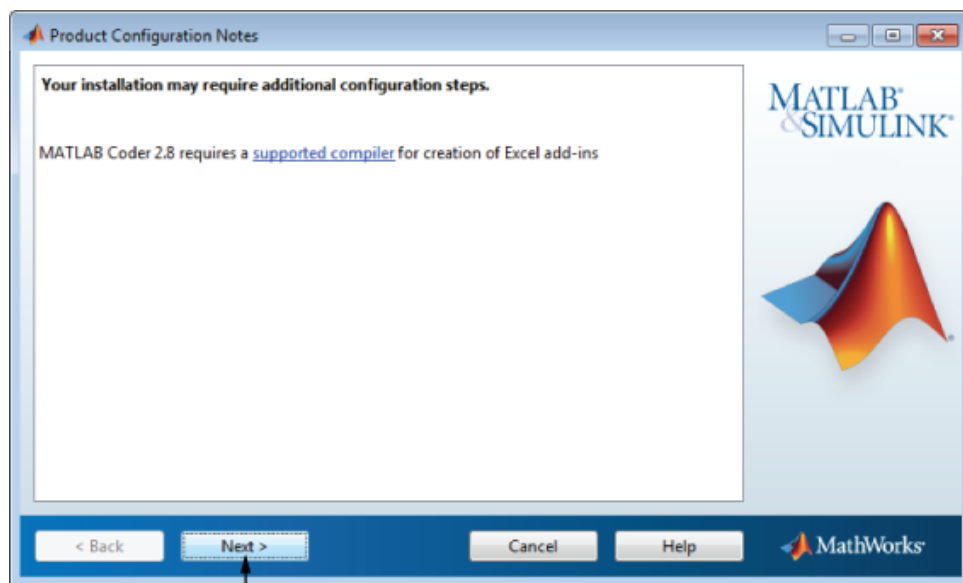 Product Configuration Notes
Your installation may require additional configuration steps.
MATLAB Coder 2.8 requires a supported compiler for creation of Excel add-ins
MATLAB®
&SIMULINK®
< Back
Next >
Cancel
Help
MathWorks®